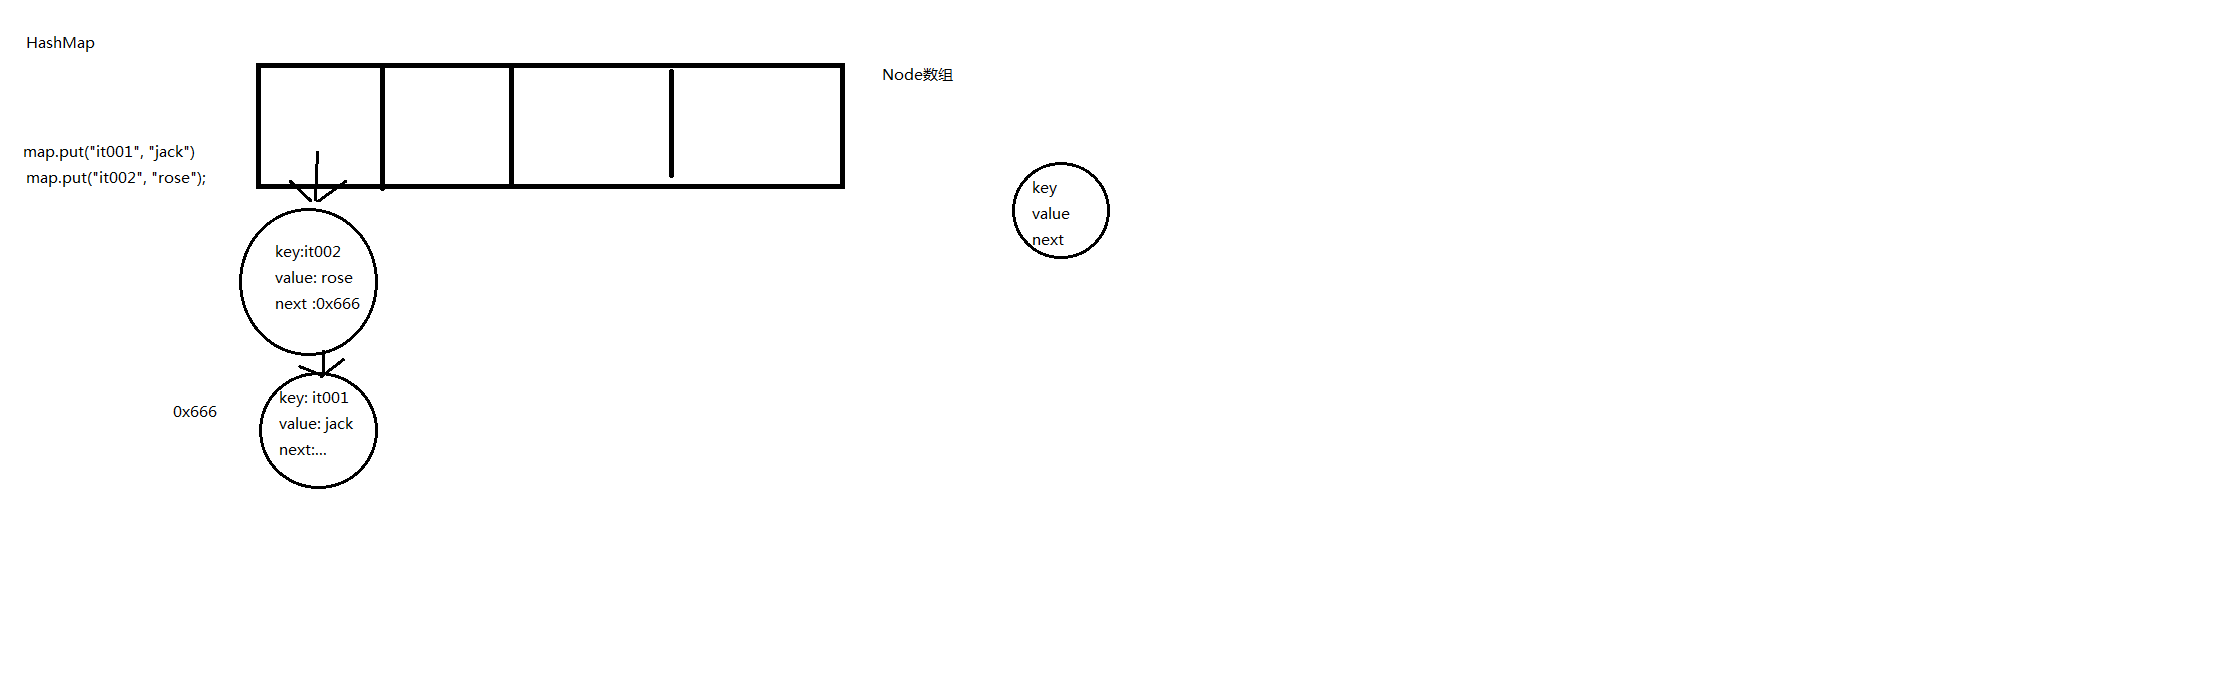 HashMap
Node数组
map.put("it001", "jack")
map.put("it002", "rose");
key
value
next
key:it002
value: rose
next :0x666
0x666
key: it001
value: jack
next:...